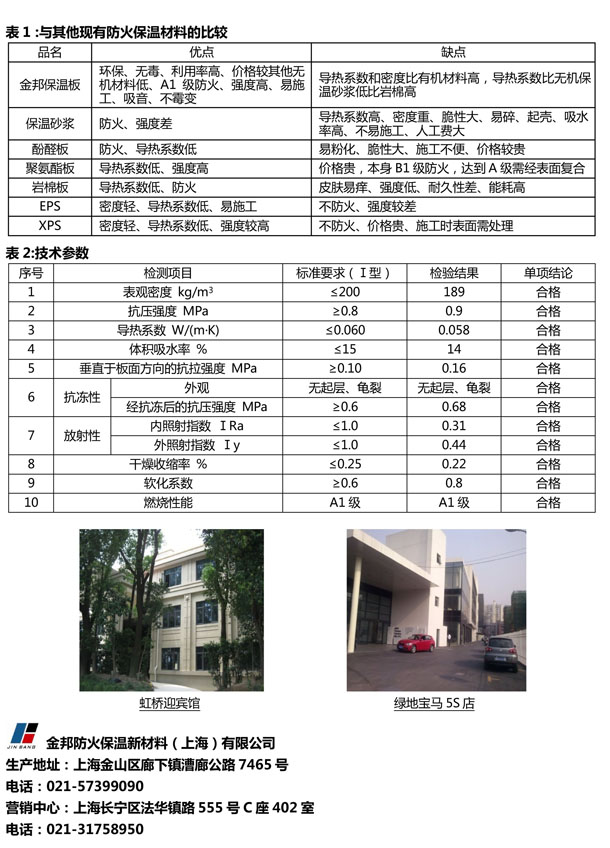 表 1 :与其他现有防火保温材料的比较
品名 优点 缺点
金邦保温板 环保、无毒、利用率高、价格较其他无机材料低、A1 级防火、强度高、易施工、吸音、不霉变 导热系数和密度比有机材料高，导热系数比无机保温砂浆低比岩棉高
保温砂浆 防火、强度差 导热系数高、密度重、脆性大、易碎、起壳、吸水率高、不易施工、人工费大
酚醛板 防火、导热系数低 易粉化、脆性大、施工不便、价格较贵
聚氨酯板 导热系数低、强度高 价格贵，本身 B1 级防火，达到 A 级需经表面复合
岩棉板 导热系数低、防火 皮肤易痒、强度低、耐久性差、能耗高
EPS 密度轻、导热系数低、易施工 不防火、强度较差
XPS 密度轻、导热系数低、强度较高 不防火、价格贵、施工时表面需处理
表 2:技术参数
序号 检测项目 标准要求（Ⅰ型） 检验结果 单项结论
1 表观密度 kg/m³ ≤200 189 合格
2 抗压强度 MPa ≥0.8 0.9 合格
3 导热系数 W/(m·K) ≤0.060 0.058 合格
4 体积吸水率 % ≤15 14 合格
5 垂直于板面方向的抗拉强度 MPa ≥0.10 0.16 合格
6 抗冻性 外观 无起层、龟裂 无起层、龟裂 合格
经抗冻后的抗压强度 MPa ≥0.6 0.68 合格
7 放射性 内照射指数 I Ra ≤1.0 0.31 合格
外照射指数 I y ≤1.0 0.44 合格
8 干燥收缩率 % ≤0.25 0.22 合格
9 软化系数 ≥0.6 0.8 合格
10 燃烧性能 A1 级 A1 级 合格
虹桥迎宾馆 绿地宝马 5S 店
JIN BANG 金邦防火保温新材料（上海）有限公司
生产地址：上海金山区廊下镇漕廊公路 7465 号
电话：021-57399090
营销中心：上海长宁区法华镇路 555 号 C 座 402 室
电话：021-31758950